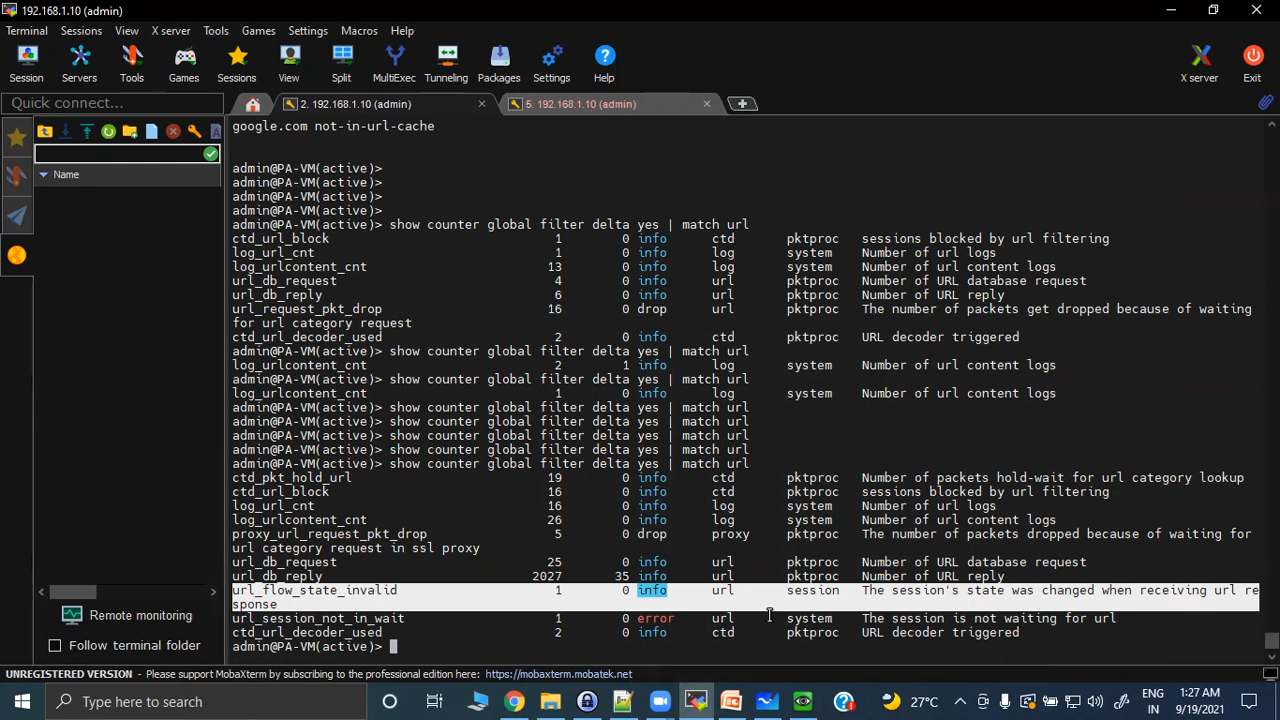 192.168.1.10 (admin)
Terminal Sessions View X server Tools Games Settings Macros Help
Session Servers Tools Games Sessions View Split MultiExec Tunneling Packages Settings Help X server Exit
Quick connect...
2. 192.168.1.10 (admin)
5. 192.168.1.10 (admin)
Name
google.com not-in-url-cache
admin@PA-VM(active)>
admin@PA-VM(active)>
admin@PA-VM(active)>
admin@PA-VM(active)>
admin@PA-VM(active)> show counter global filter delta yes | match url
ctd_url_block 1 0 info ctd pktproc sessions blocked by url filtering
log_url_cnt 1 0 info log system Number of url logs
log_urlcontent_cnt 13 0 info log system Number of url content logs
url_db_request 4 0 info url pktproc Number of URL database request
url_db_reply 6 0 info url pktproc Number of URL reply
url_request_pkt_drop 16 0 drop url pktproc The number of packets get dropped because of waiting
for url category request
ctd_url_decoder_used 2 0 info ctd pktproc URL decoder triggered
admin@PA-VM(active)> show counter global filter delta yes | match url
log_urlcontent_cnt 2 1 info log system Number of url content logs
admin@PA-VM(active)> show counter global filter delta yes | match url
log_urlcontent_cnt 1 0 info log system Number of url content logs
admin@PA-VM(active)> show counter global filter delta yes | match url
admin@PA-VM(active)> show counter global filter delta yes | match url
admin@PA-VM(active)> show counter global filter delta yes | match url
admin@PA-VM(active)> show counter global filter delta yes | match url
admin@PA-VM(active)> show counter global filter delta yes | match url
ctd_pkt_hold_url 19 0 info ctd pktproc Number of packets hold-wait for url category lookup
ctd_url_block 16 0 info ctd pktproc sessions blocked by url filtering
log_url_cnt 16 0 info log system Number of url logs
log_urlcontent_cnt 26 0 info log system Number of url content logs
proxy_url_request_pkt_drop 5 0 drop proxy pktproc The number of packets dropped because of waiting for
url category request in ssl proxy
url_db_request 25 0 info url pktproc Number of URL database request
url_db_reply 2027 35 info url pktproc Number of URL reply
url_flow_state_invalid 1 0 info url session The session's state was changed when receiving url re
sponse
url_session_not_in_wait 1 0 error url system The session is not waiting for url
ctd_url_decoder_used 2 0 info ctd pktproc URL decoder triggered
admin@PA-VM(active)>
Remote monitoring
Follow terminal folder
UNREGISTERED VERSION - Please support MobaXterm by subscribing to the professional edition here: https://mobaxterm.mobatek.net
Type here to search
27°C
ENG
IN
1:27 AM
9/19/2021